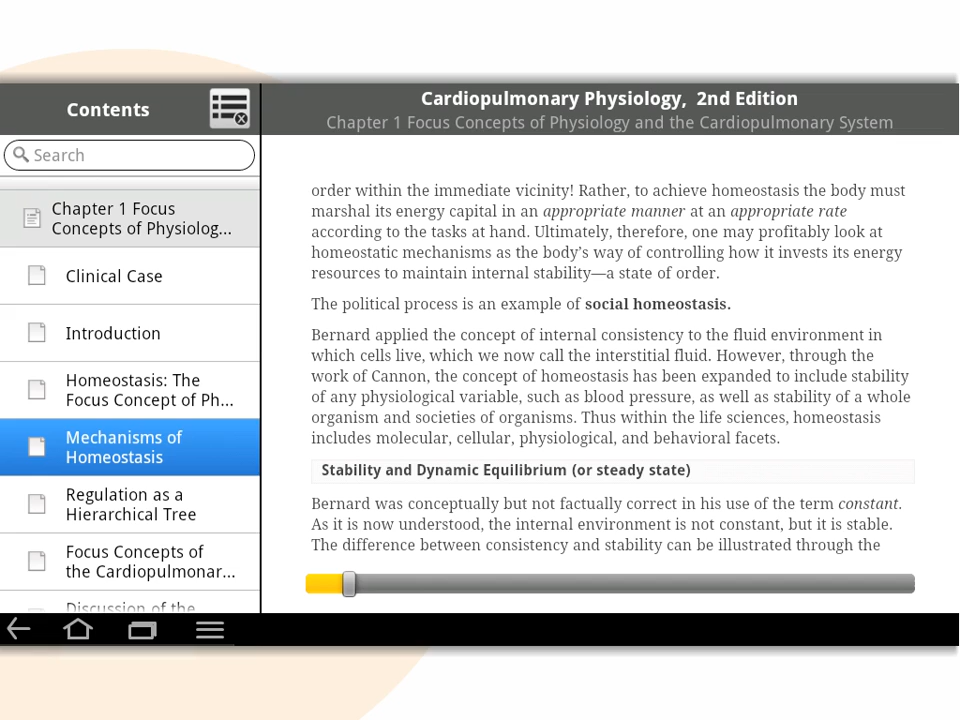 Contents
Search
Chapter 1 Focus
Concepts of Physiolog...
Clinical Case
Introduction
Homeostasis: The
Focus Concept of Ph...
Mechanisms of
Homeostasis
Regulation as a
Hierarchical Tree
Focus Concepts of
the Cardiopulmonar...
Discussion of the
Cardiopulmonary Physiology, 2nd Edition
Chapter 1 Focus Concepts of Physiology and the Cardiopulmonary System
order within the immediate vicinity! Rather, to achieve homeostasis the body must
marshal its energy capital in an appropriate manner at an appropriate rate
according to the tasks at hand. Ultimately, therefore, one may profitably look at
homeostatic mechanisms as the body’s way of controlling how it invests its energy
resources to maintain internal stability—a state of order.
The political process is an example of social homeostasis.
Bernard applied the concept of internal consistency to the fluid environment in
which cells live, which we now call the interstitial fluid. However, through the
work of Cannon, the concept of homeostasis has been expanded to include stability
of any physiological variable, such as blood pressure, as well as stability of a whole
organism and societies of organisms. Thus within the life sciences, homeostasis
includes molecular, cellular, physiological, and behavioral facets.
Stability and Dynamic Equilibrium (or steady state)
Bernard was conceptually but not factually correct in his use of the term constant.
As it is now understood, the internal environment is not constant, but it is stable.
The difference between consistency and stability can be illustrated through the